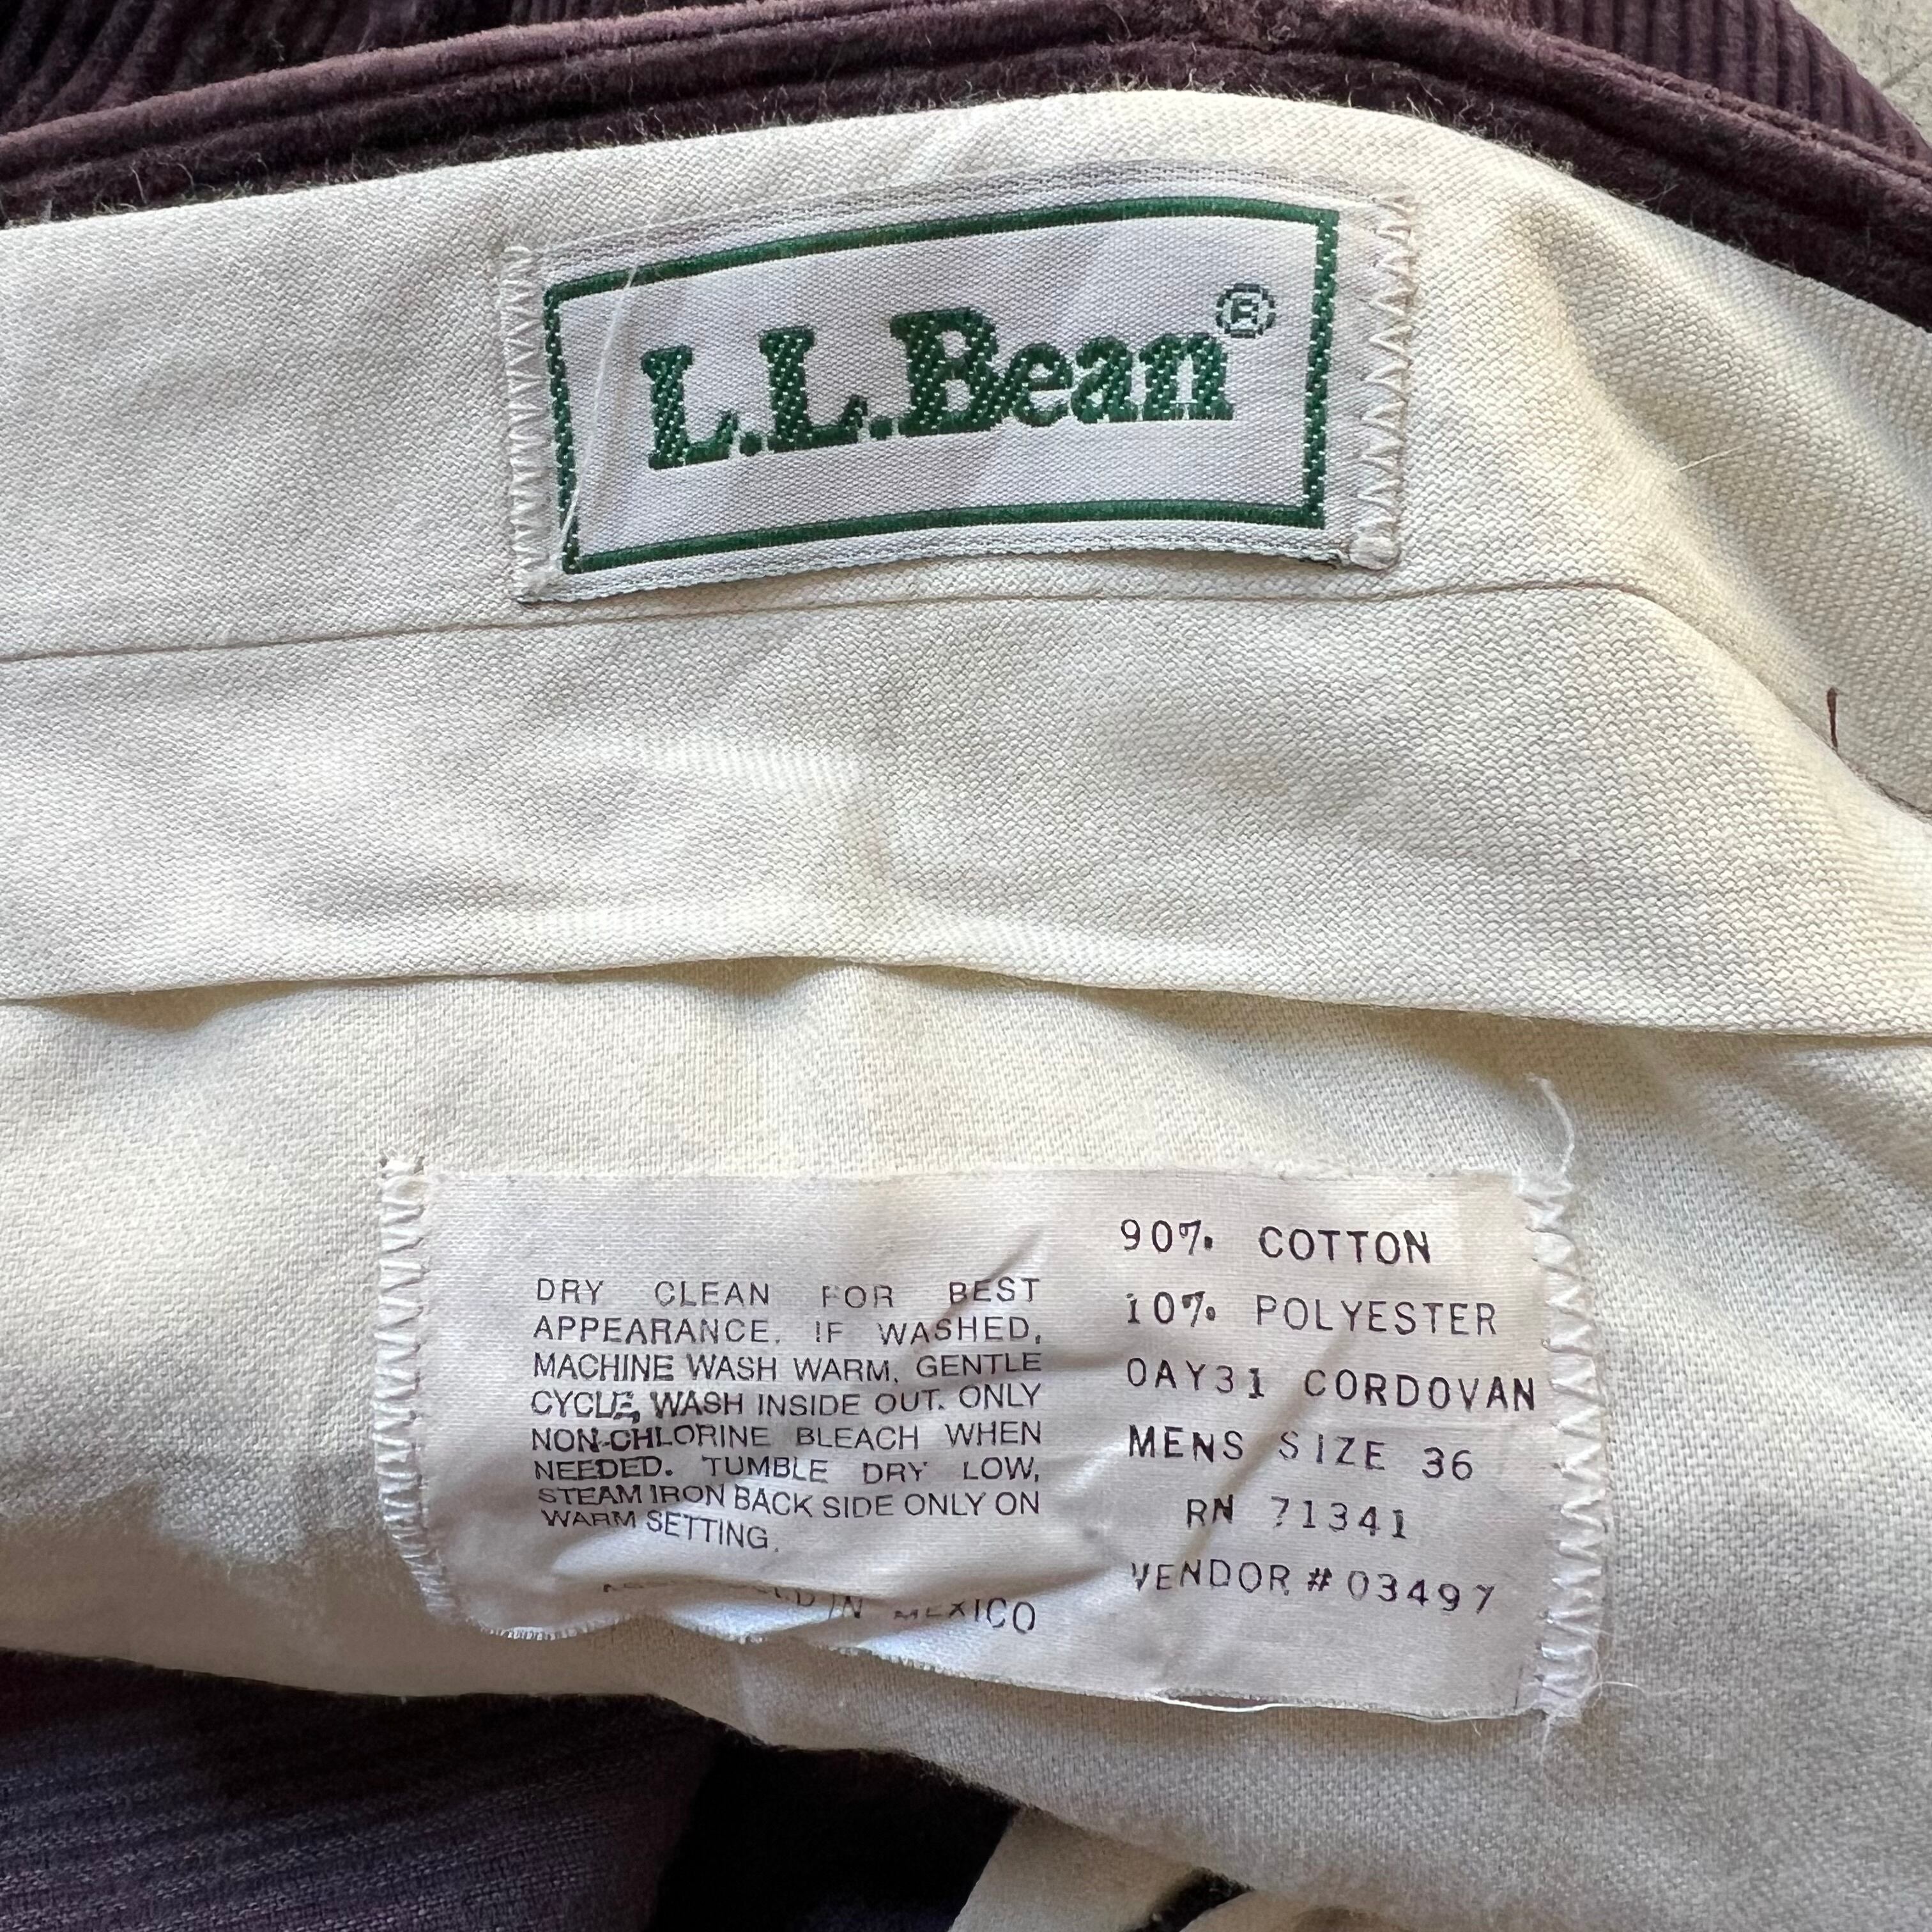 L.L.Bean®
DRY CLEAN FOR BEST
APPEARANCE. IF WASHED,
MACHINE WASH WARM, GENTLE
CYCLE, WASH INSIDE OUT. ONLY
NON-CHLORINE BLEACH WHEN
NEEDED. TUMBLE DRY LOW,
STEAM IRON BACK SIDE ONLY ON
WARM SETTING.
IN MEXICO
90% COTTON
10% POLYESTER
0AY31 CORDOVAN
MENS SIZE 36
RN 71341
VENDOR # 03497